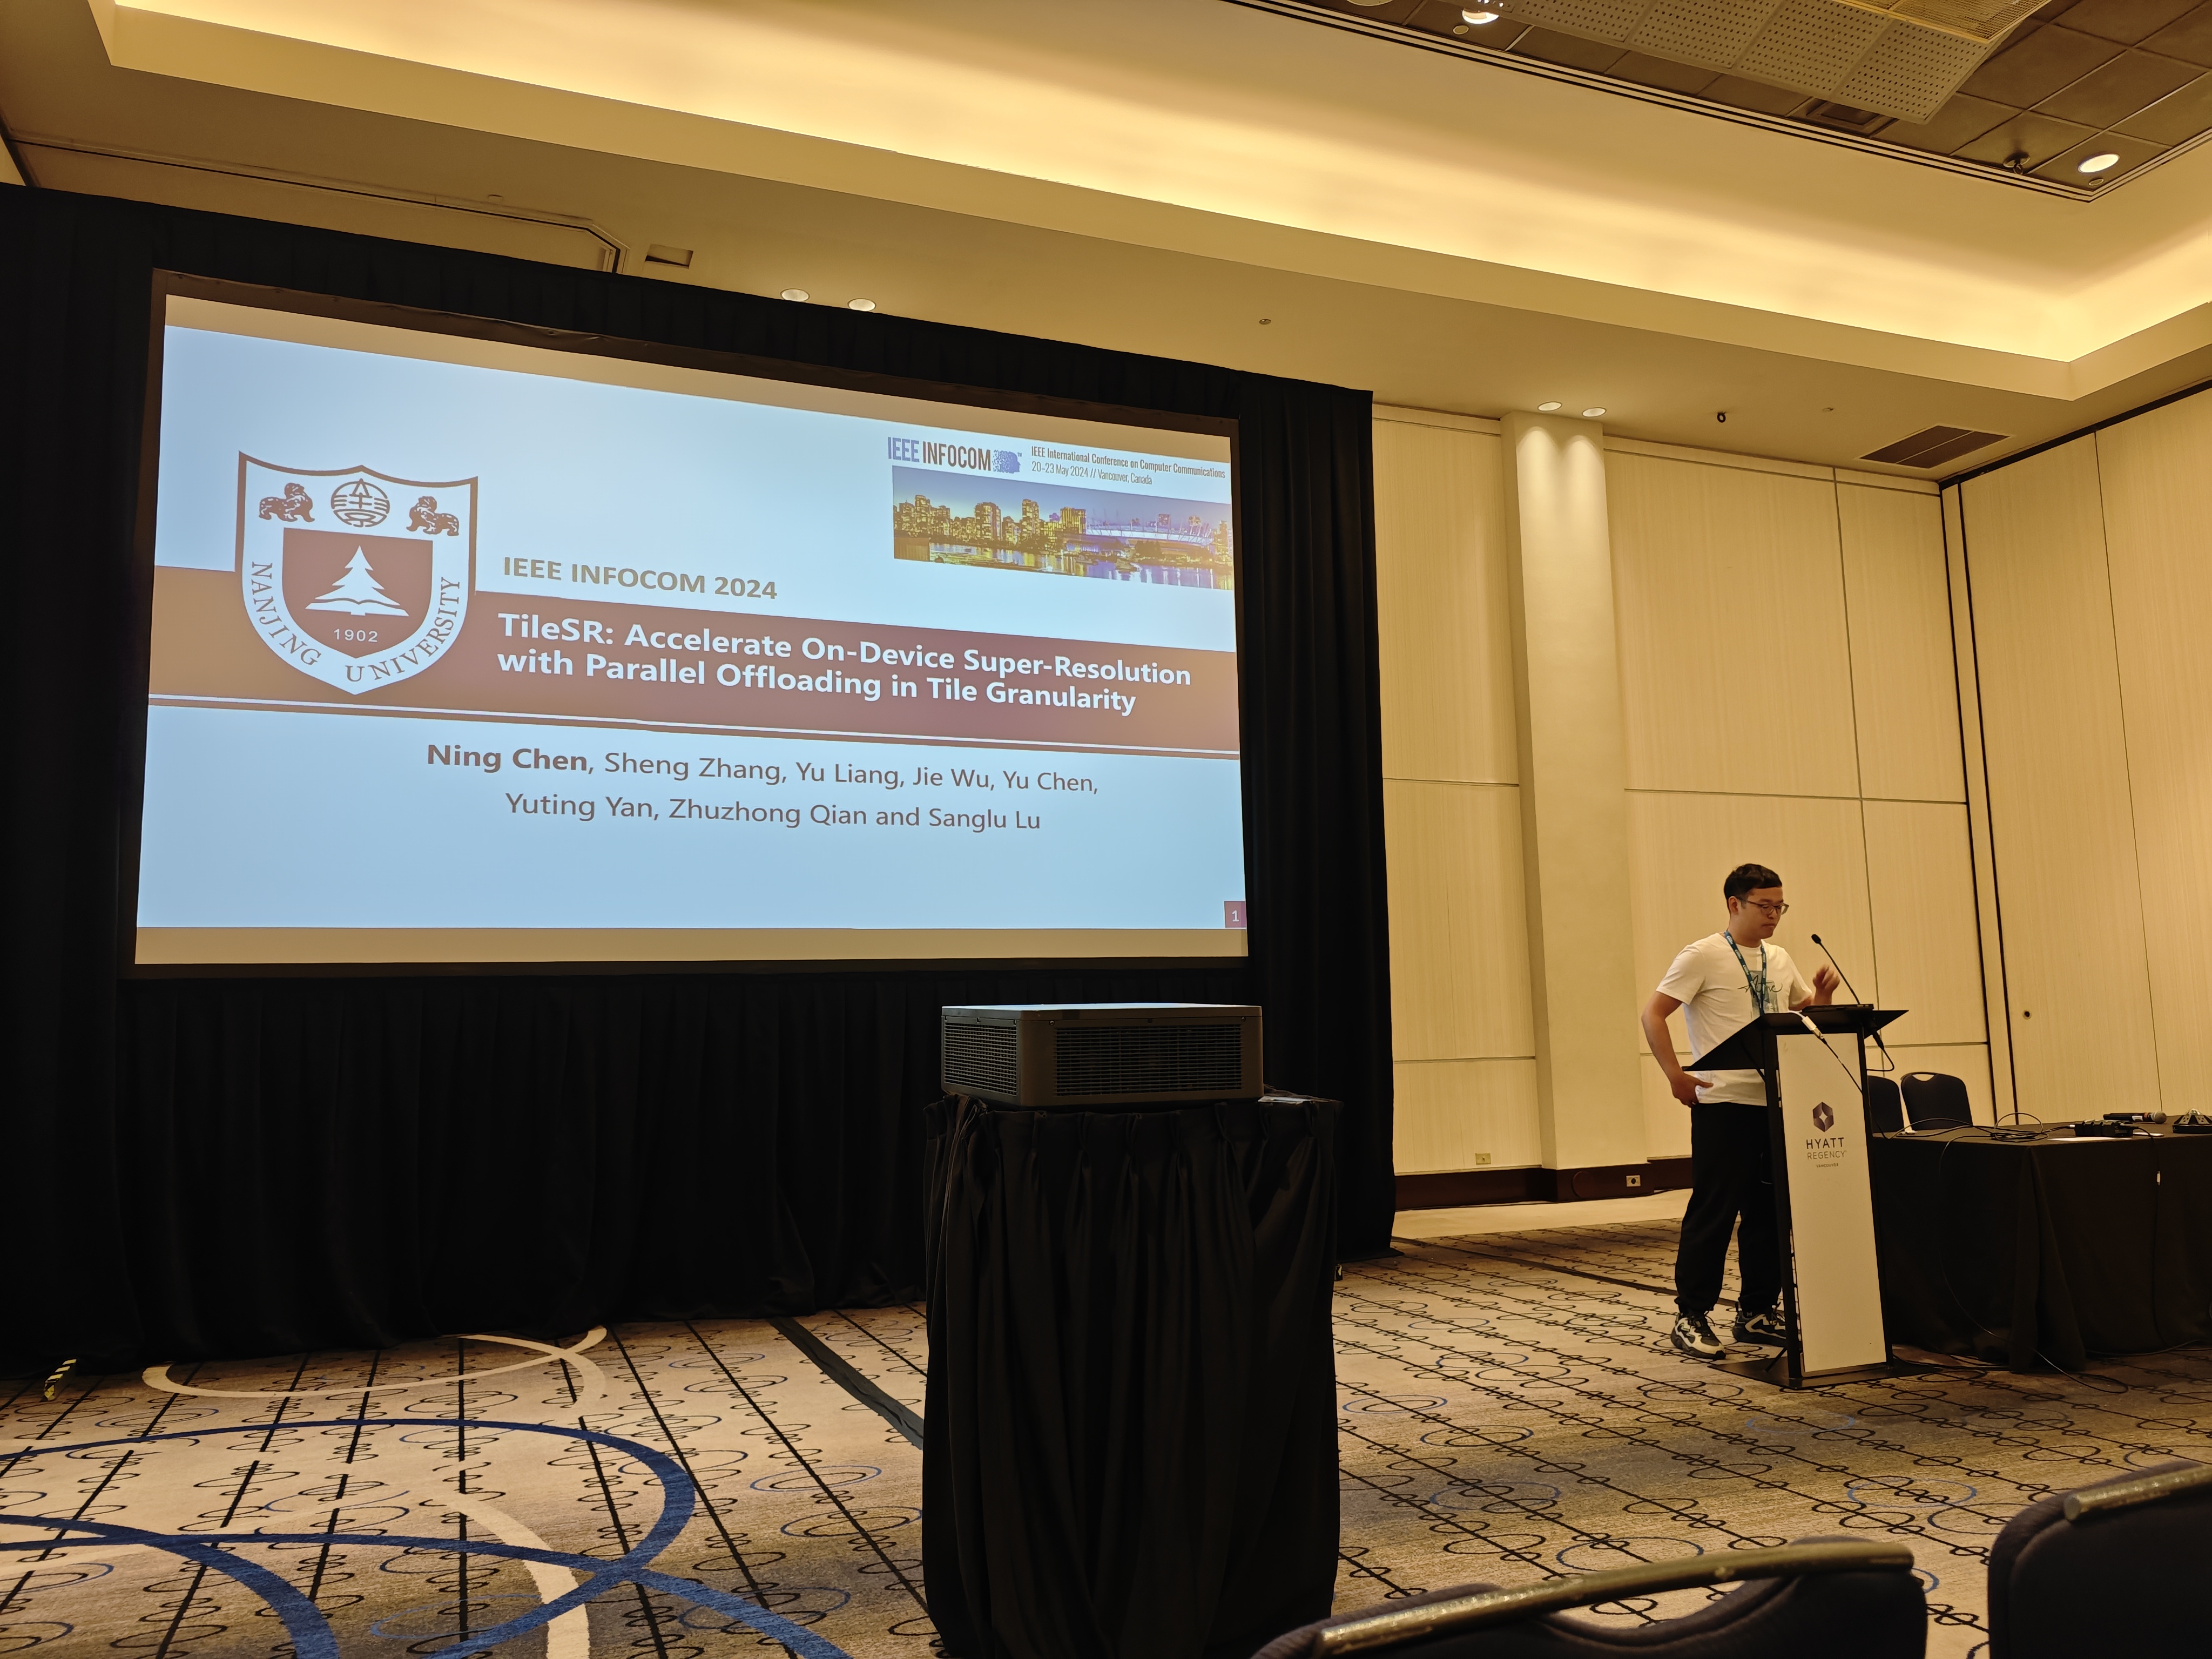 IEEE INFOCOM
IEEE International Conference on Computer Communications
20-23 May 2024 // Vancouver, Canada
IEEE INFOCOM 2024
TileSR: Accelerate On-Device Super-Resolution
with Parallel Offloading in Tile Granularity
1902
NANJING UNIVERSITY
Ning Chen, Sheng Zhang, Yu Liang, Jie Wu, Yu Chen,
Yuting Yan, Zhuzhong Qian and Sanglu Lu
1
HYATT
REGENCY
VANCOUVER